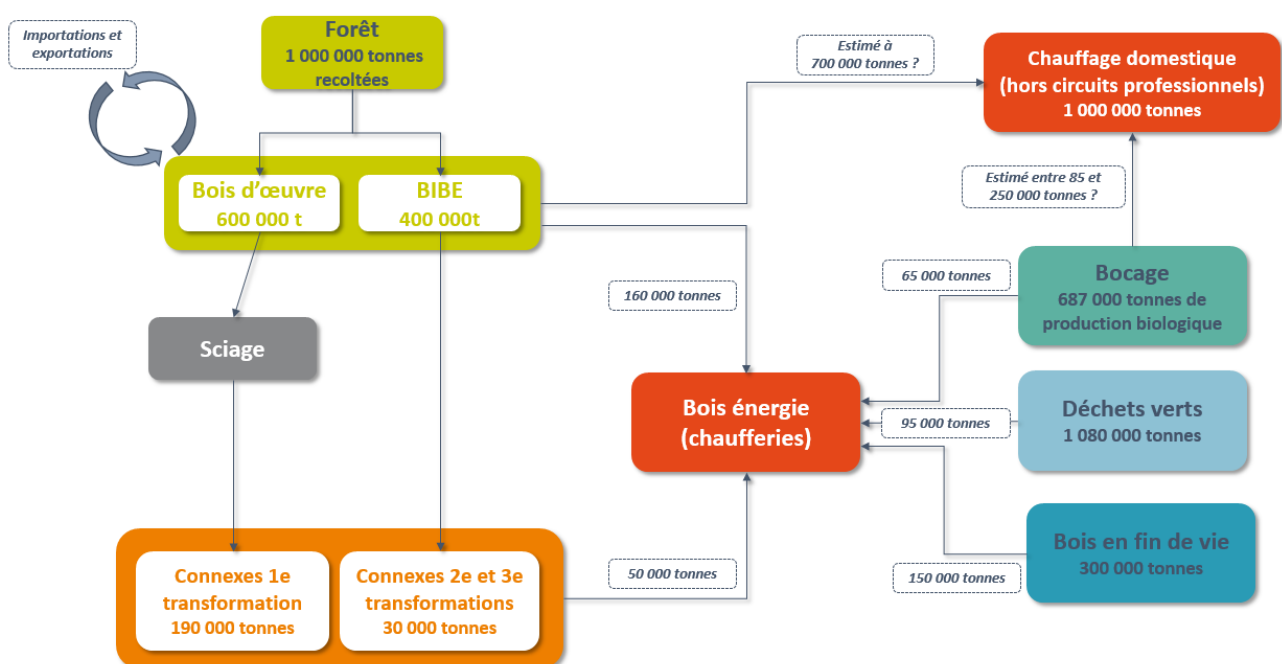 Importations et
exportations
Forêt
1 000 000 tonnes
recoltées
Estimé à
700 000 tonnes ?
Chauffage domestique
(hors circuits professionnels)
1 000 000 tonnes
Bois d'œuvre
600 000 t
BIBE
400 000t
Estimé entre 85 et
250 000 tonnes ?
160 000 tonnes
65 000 tonnes
Bocage
687 000 tonnes de
production biologique
Sciage
Bois énergie
(chaufferies)
95 000 tonnes
Déchets verts
1 080 000 tonnes
Connexes 1e
transformation
190 000 tonnes
Connexes 2e et 3e
transformations
30 000 tonnes
50 000 tonnes
150 000 tonnes
Bois en fin de vie
300 000 tonnes